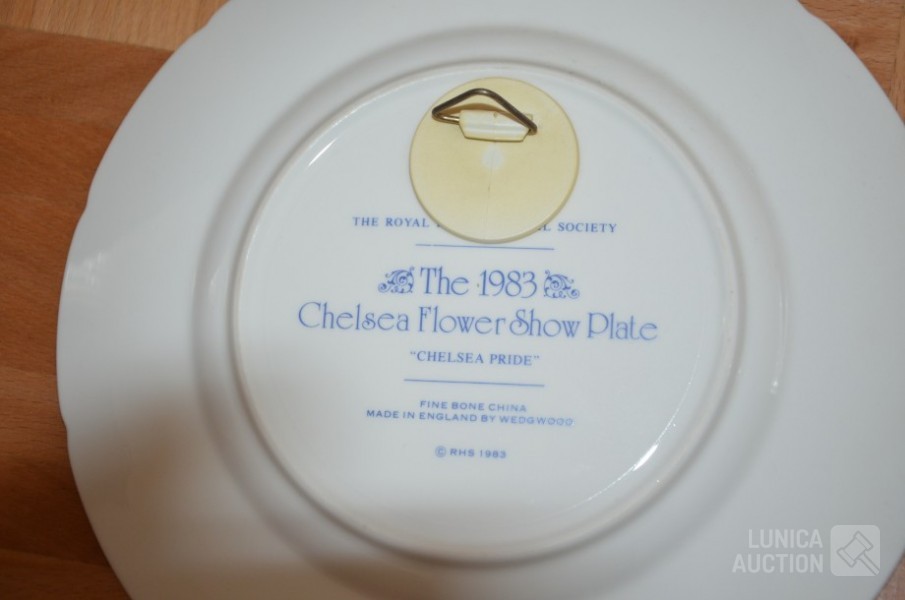 THE ROYAL SOCIETY
The 1983
Chelsea Flower Show Plate
"CHELSEA PRIDE"
FINE BONE CHINA
MADE IN ENGLAND BY WEDGWOOD
© RHS 1983
LUNICA
AUCTION